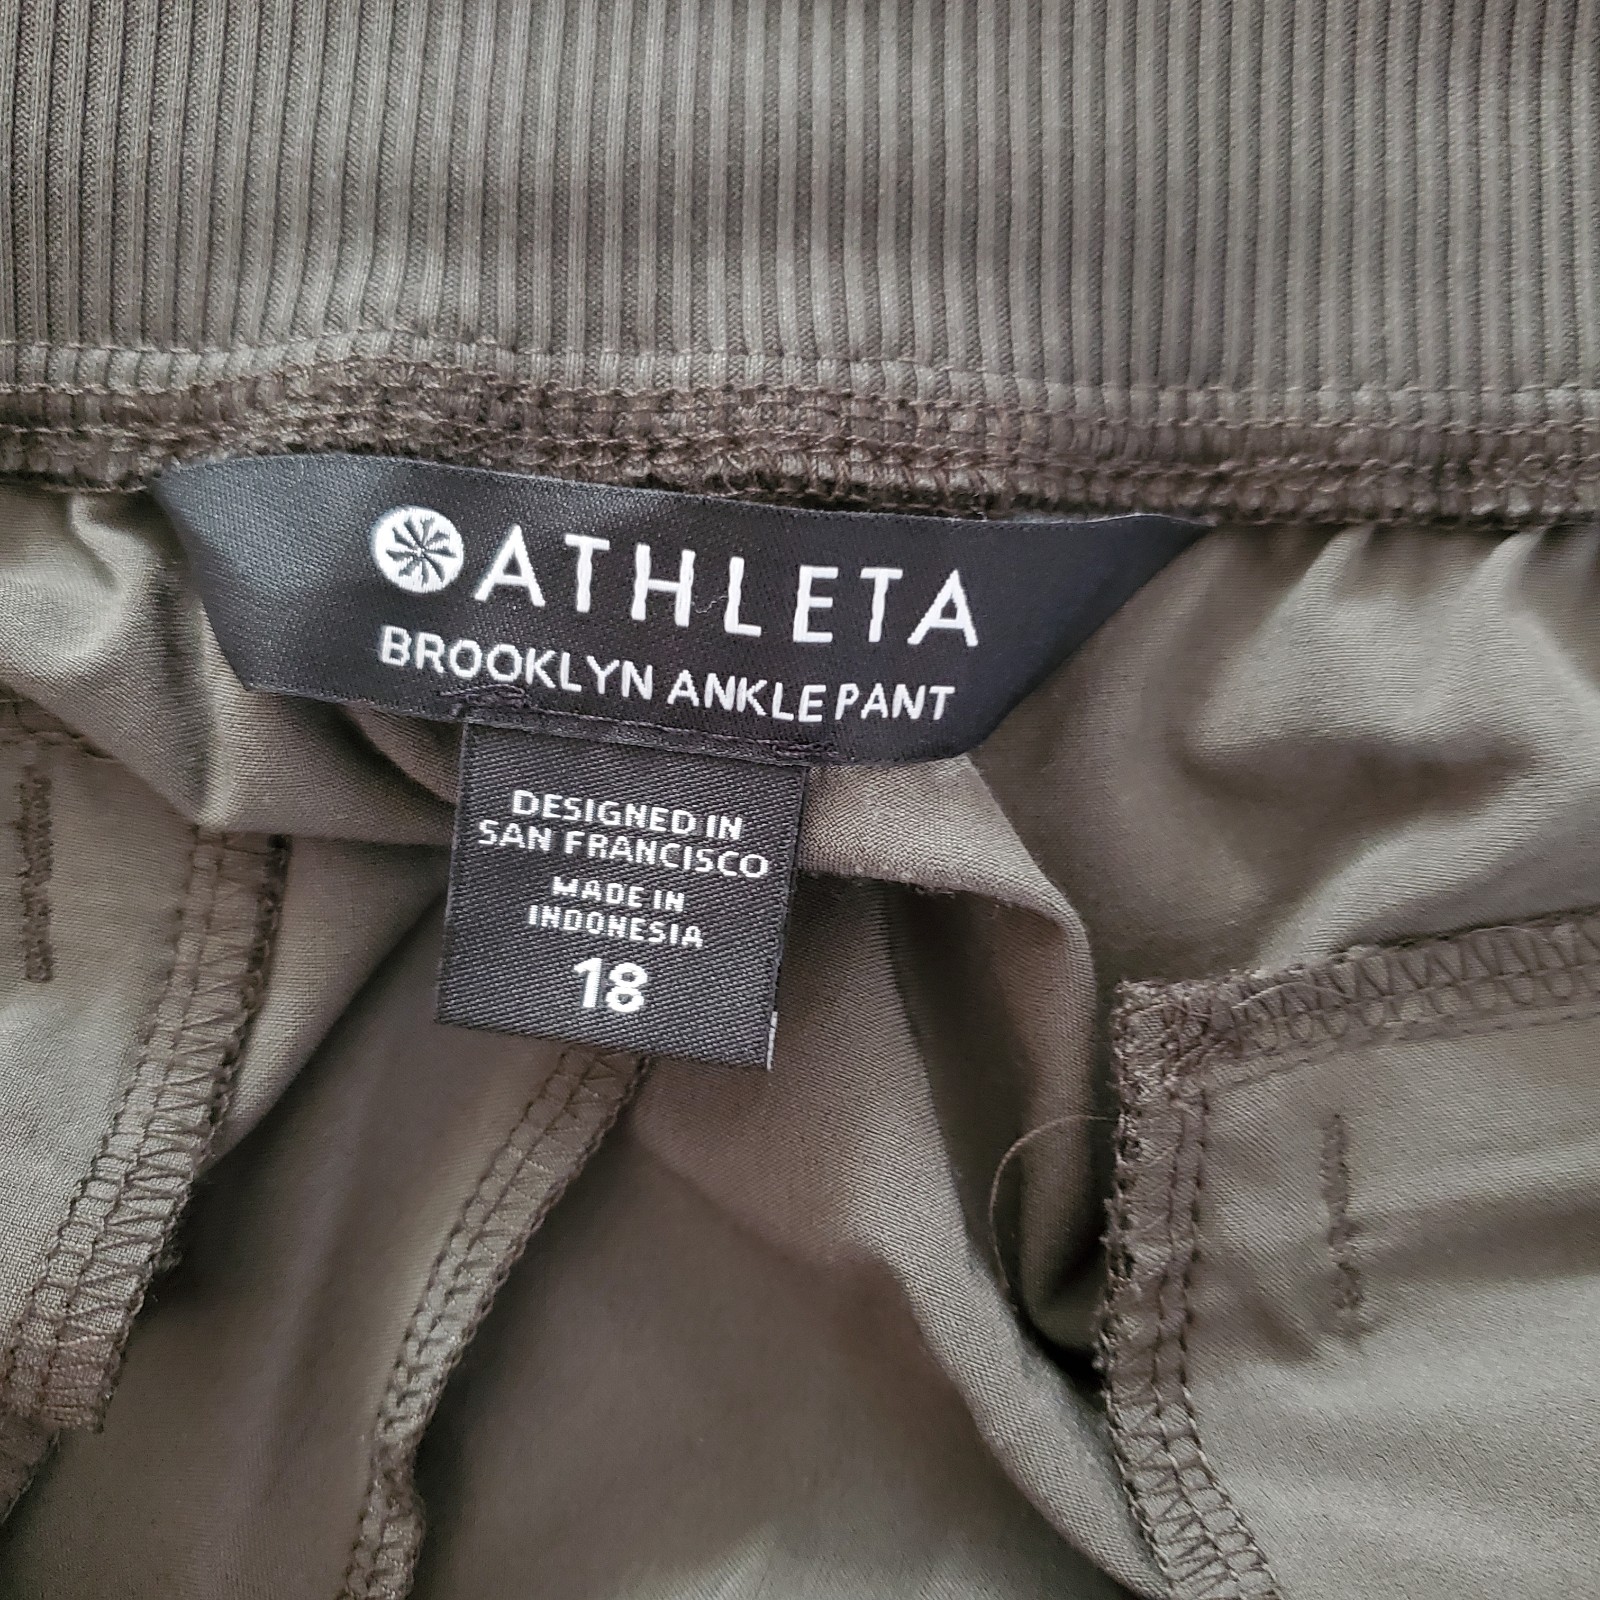 ATHLETA
BROOKLYN ANKLE PANT
DESIGNED IN
SAN FRANCISCO
MADE IN
INDONESIA
18